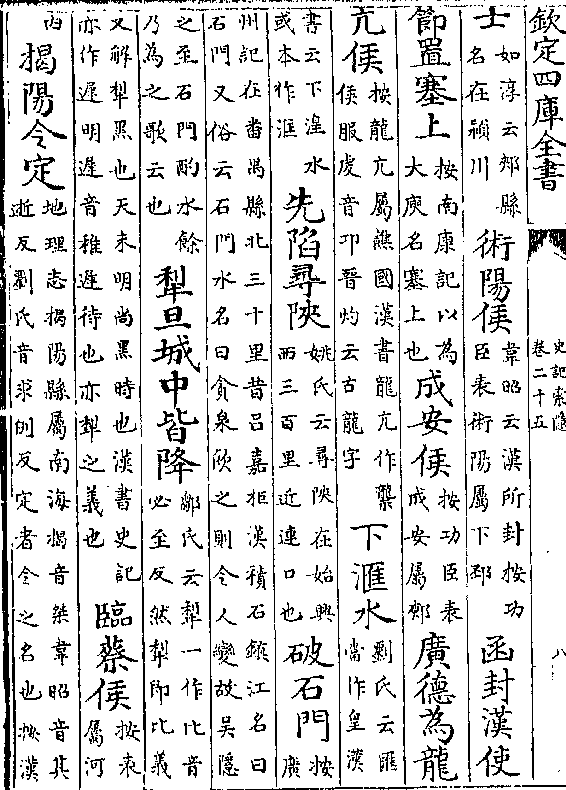 欽定四庫全書
史記索隱
卷二十五
八
士如淳云郟縣名在潁川術陽侯韋昭云漢所封按功臣表術陽屬下邳函封漢使
節置塞上按南康記以為大庾名塞上也成安侯按功臣表成安屬郟廣德為龍
亢侯按龍亢屬譙國漢書龍亢作龒侯服虔音卭晉灼云古龍字下滙水劉氏云匯當作皇漢
書云下湟水或本作滙先陷尋陜姚氏云尋陜在始興西三百里近連口也破石門按廣
州記在番禺縣北三十里昔吕嘉拒漢積石鎮江名曰石門又俗云石門水名曰貪泉飲之則令人變故吳隱
之至石門酌水餘乃為之歌云也犂旦城中皆降鄒氏云犂一作比音必至反然犂即比義
又解犂黑也天未明尚黑時也漢書史記亦作遲明遲音稚遲待也亦犂之義也臨蔡侯按表屬河
内揭陽令定地理志揭陽縣屬南海揭音桀韋昭音其逝反劉氏音求例反定者令之名也按漢